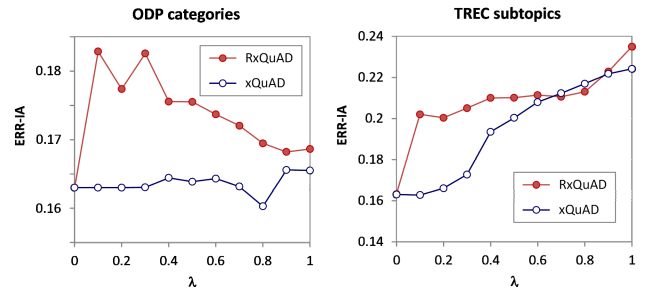 ODP categories
ERR-IA
0.18
0.17
0.16
0 0.2 0.4 0.6 0.8 1
λ
RxQuAD
xQuAD
TREC subtopics
ERR-IA
0.24
0.22
0.2
0.18
0.16
0.14
0 0.2 0.4 0.6 0.8 1
λ
RxQuAD
xQuAD